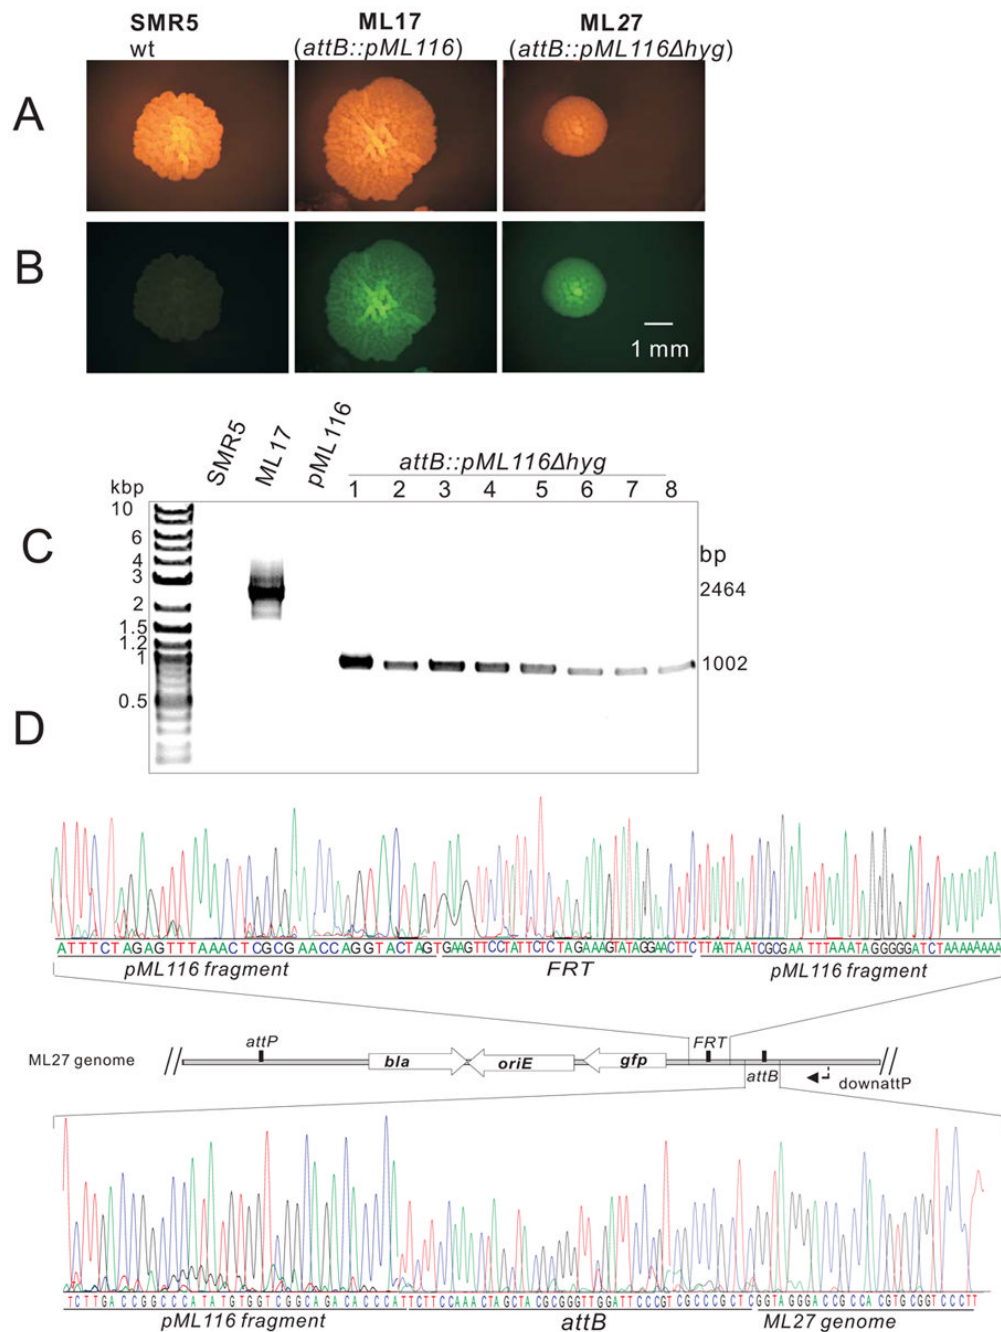 SMR5 ML17 ML27
wt (attB::pML116) (attB::pML116Δhyg)
A
B
1 mm
SMR5 ML17 pML116 attB::pML116Δhyg
kbp 1 2 3 4 5 6 7 8
C
10
6
4
3
2
1.5
1.2
1
0.5
bp
2464
1002
D
ATTTCTAGAGTTTAAACTCGCGAACCAGGTACTAGTGAAGTTCCTATTCTCTAGAAAGTATAGGAACTTCTTAATTAATCGCGAATTTAAATAGGGGGATCTAAAAAAAA
pML116 fragment FRT pML116 fragment
attP FRT
ML27 genome // bla oriE gfp //
attB downattP
TCTTGACCGGCCCATATGTGGTCGGCAGACACCCATTCTTCCAAACTAGCTACGCGGGTTGGATTCCCGTCGCCCGCTCGGTAGGGACCGCCACGTGCGGTCCCTT
pML116 fragment attB ML27 genome